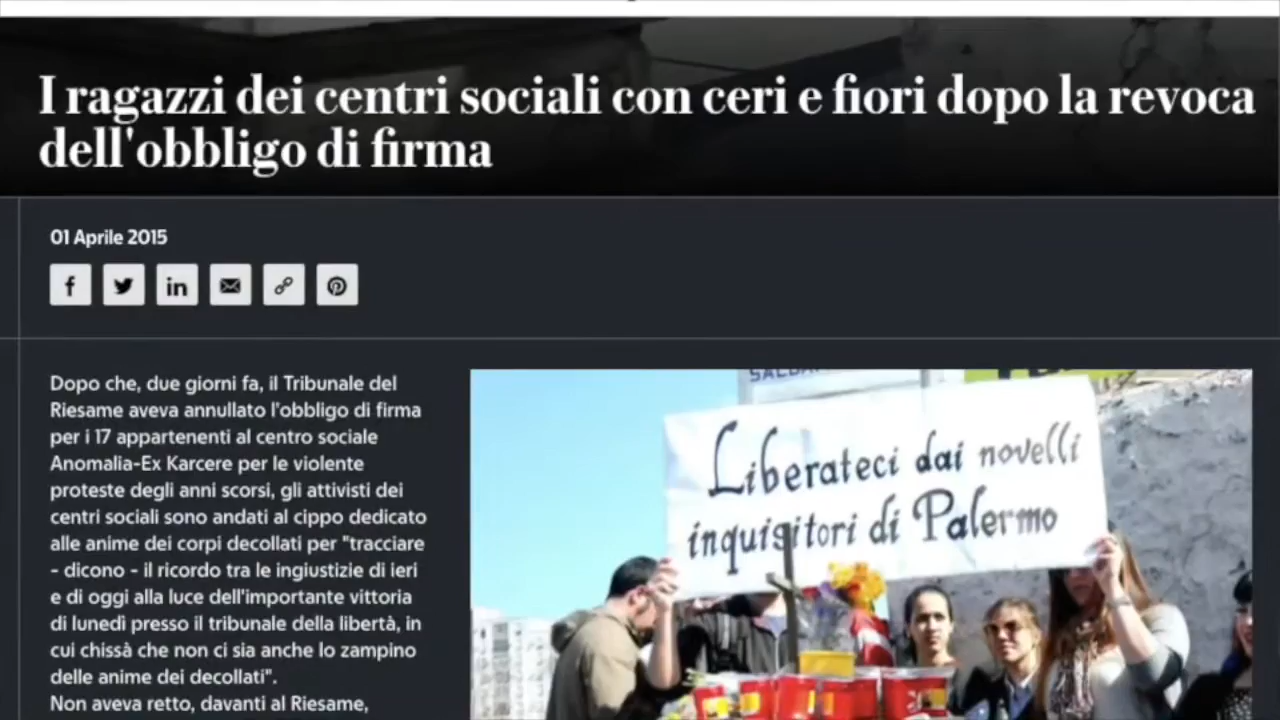 I ragazzi dei centri sociali con ceri e fiori dopo la revoca
dell'obbligo di firma
01 Aprile 2015
Dopo che, due giorni fa, il Tribunale del
Riesame aveva annullato l'obbligo di firma
per i 17 appartenenti al centro sociale
Anomalia-Ex Karcere per le violente
proteste degli anni scorsi, gli attivisti dei
centri sociali sono andati al cippo dedicato
alle anime dei corpi decollati per "tracciare
- dicono - il ricordo tra le ingiustizie di ieri
e di oggi alla luce dell'importante vittoria
di lunedì presso il tribunale della libertà, in
cui chissà che non ci sia anche lo zampino
delle anime dei decollati".
Non aveva retto, davanti al Riesame,
Liberateci dai novelli
inquisitori di Palermo